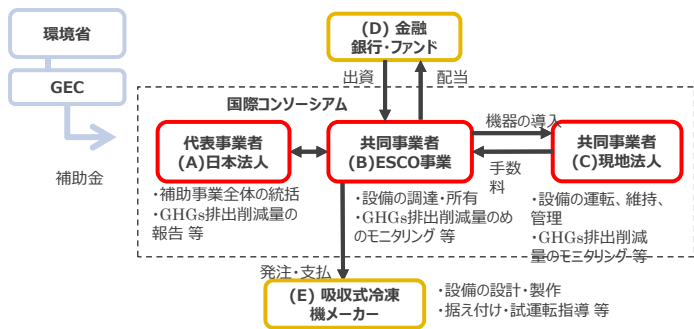 環境省
GEC
補助金
(D) 金融
銀行・ファンド
出資
配当
国際コンソーシアム
代表事業者
(A)日本法人
共同事業者
(B)ESCO事業
機器の導入
手数
料
共同事業者
(C)現地法人
・補助事業全体の統括
・GHGs排出削減量の
報告 等
・設備の調達・所有
・GHGs排出削減量のめ
のモニタリング 等
・設備の運転、維持、
管理
・GHGs排出削減
量のモニタリング 等
発注・支払
(E) 吸収式冷凍
機メーカー
・設備の設計・製作
・据え付け・試運転指導 等